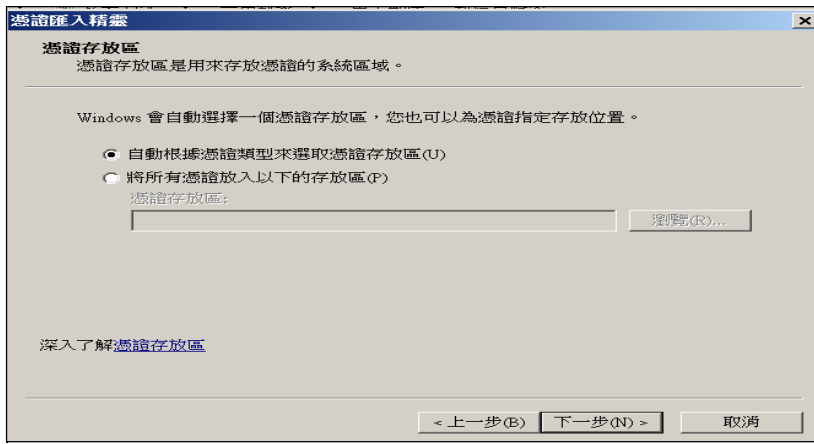 憑證匯入精靈
憑證存放區
憑證存放區是用來存放憑證的系統區域。
Windows 會自動選擇一個憑證存放區，您也可以為憑證指定存放位置。
自動根據憑證類型來選取憑證存放區(U)
將所有憑證放入以下的存放區(P)
憑證存放區:
瀏覽(R)...
深入了解憑證存放區
< 上一步(B) 下一步(N) > 取消